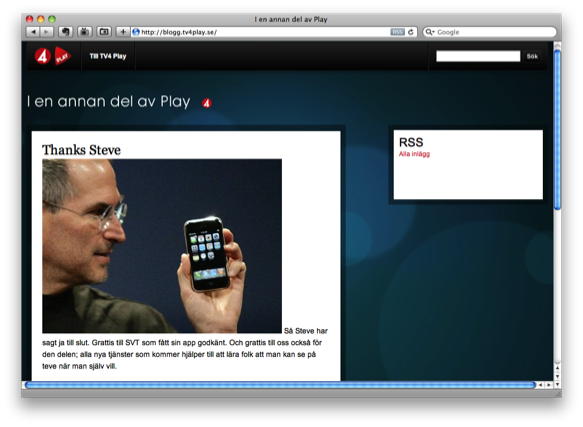 I en annan del av Play
http://blogg.tv4play.se/
RSS
Google
4 PLAY
Till TV4 Play
Sök
I en annan del av Play 4
Thanks Steve
Så Steve har
sagt ja till slut. Grattis till SVT som fått sin app godkänt. Och grattis till oss också för
den delen; alla nya tjänster som kommer hjälper till att lära folk att man kan se på
teve när man själv vill.
RSS
Alla inlägg